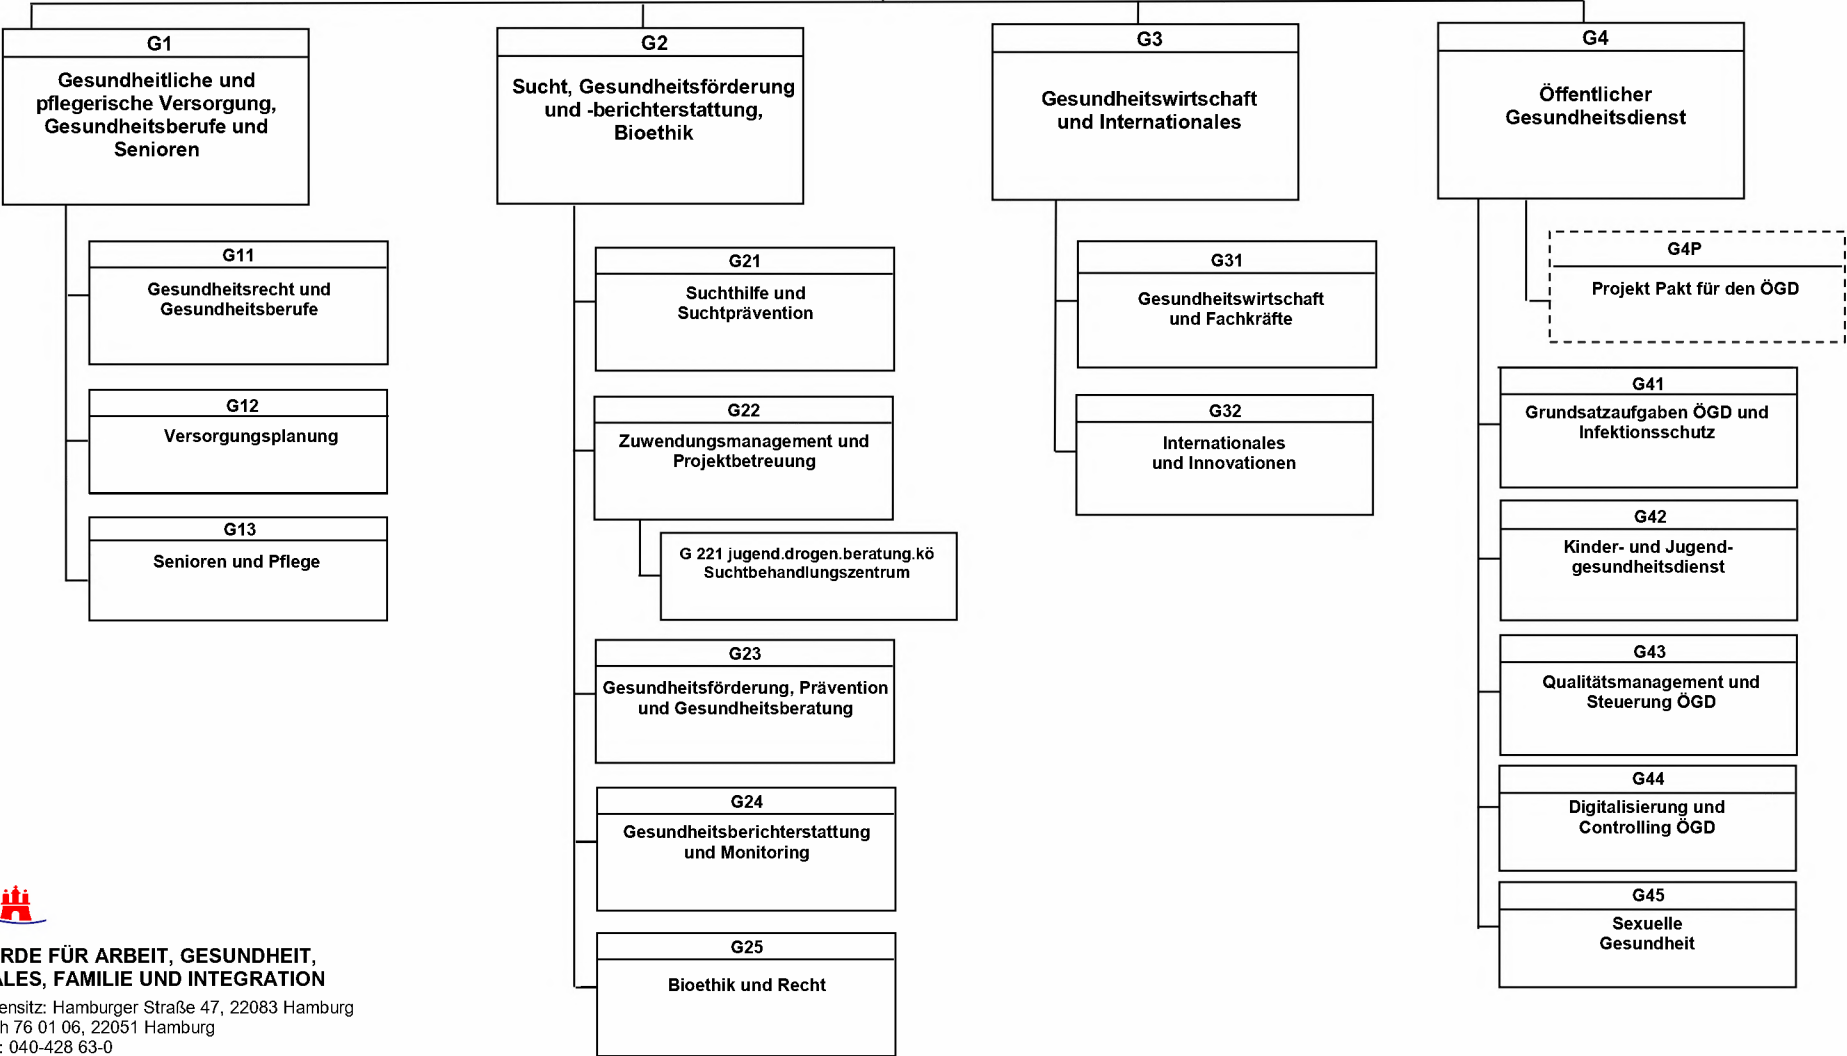 G1
Gesundheitliche und
pflegerische Versorgung,
Gesundheitsberufe und
Senioren
G11
Gesundheitsrecht und
Gesundheitsberufe
G12
Versorgungsplanung
G13
Senioren und Pflege
G2
Sucht, Gesundheitsförderung
und -berichterstattung,
Bioethik
G21
Suchthilfe und
Suchtprävention
G22
Zuwendungsmanagement und
Projektbetreuung
G 221 jugend.drogen.beratung.kö
Suchtbehandlungszentrum
G23
Gesundheitsförderung, Prävention
und Gesundheitsberatung
G24
Gesundheitsberichterstattung
und Monitoring
G25
Bioethik und Recht
G3
Gesundheitswirtschaft
und Internationales
G31
Gesundheitswirtschaft
und Fachkräfte
G32
Internationales
und Innovationen
G4
Öffentlicher
Gesundheitsdienst
G4P
Projekt Pakt für den ÖGD
G41
Grundsatzaufgaben ÖGD und
Infektionsschutz
G42
Kinder- und Jugend-
gesundheitsdienst
G43
Qualitätsmanagement und
Steuerung ÖGD
G44
Digitalisierung und
Controlling ÖGD
G45
Sexuelle
Gesundheit
RDE FÜR ARBEIT, GESUNDHEIT,
ALES, FAMILIE UND INTEGRATION
ensitz: Hamburger Straße 47, 22083 Hamburg
h 76 01 06, 22051 Hamburg
: 040-428 63-0